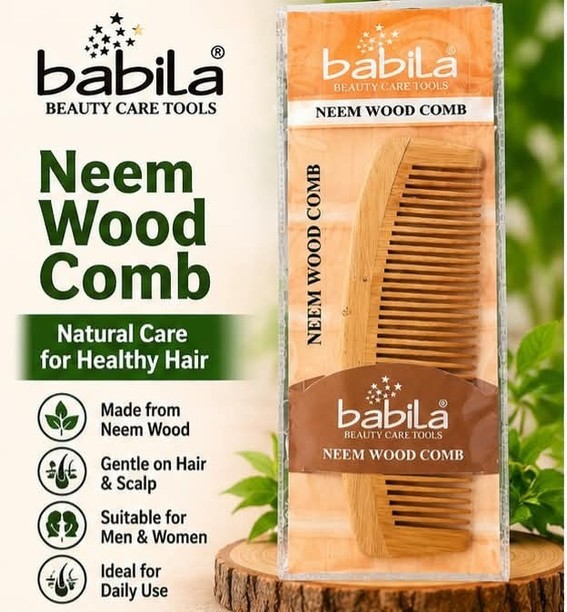 babila®
BEAUTY CARE TOOLS
Neem
Wood
Comb
Natural Care
for Healthy Hair
Made from
Neem Wood
Gentle on Hair
& Scalp
Suitable for
Men & Women
Ideal for
Daily Use
babila®
BEAUTY CARE TOOLS
NEEM WOOD COMB
NEEM WOOD COMB
babila®
BEAUTY CARE TOOLS
NEEM WOOD COMB